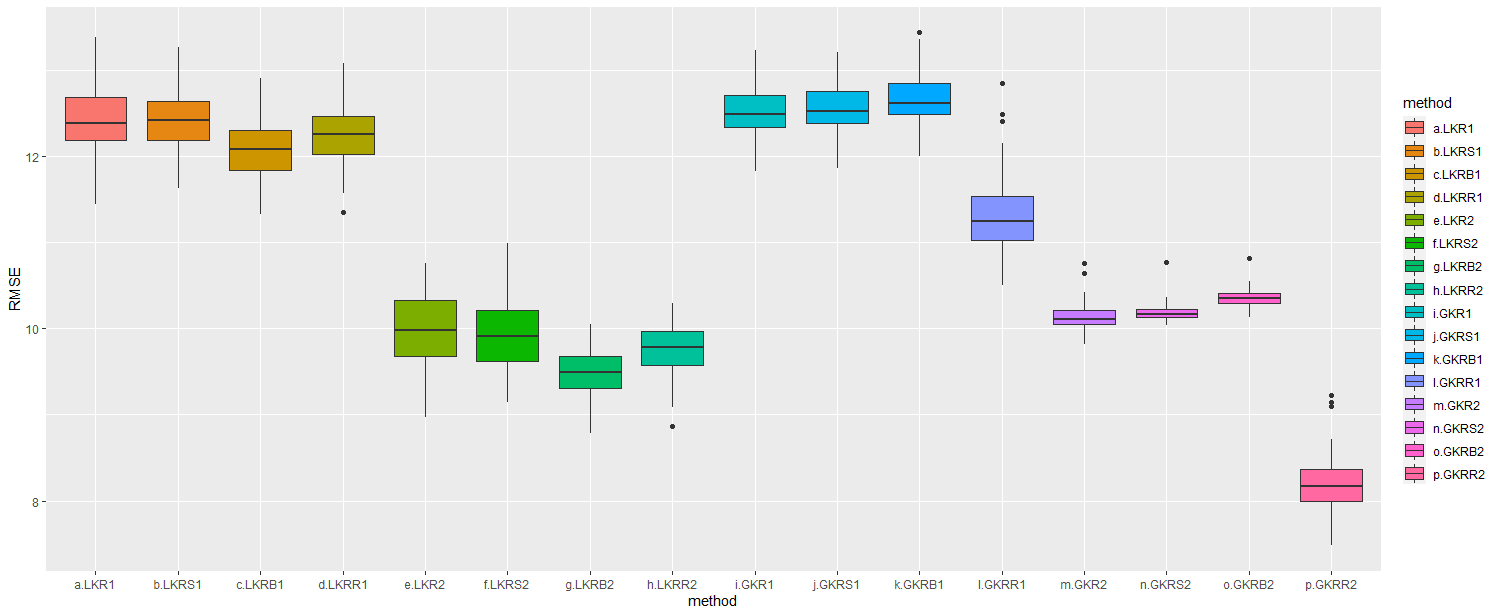 RMSE
12
10
8
a.LKR1 b.LKRS1 c.LKRB1 d.LKRR1 e.LKR2 f.LKRS2 g.LKRB2 h.LKRR2 i.GKR1 j.GKRS1 k.GKRB1 l.GKRR1 m.GKR2 n.GKRS2 o.GKRB2 p.GKRR2
method
method
a.LKR1
b.LKRS1
c.LKRB1
d.LKRR1
e.LKR2
f.LKRS2
g.LKRB2
h.LKRR2
i.GKR1
j.GKRS1
k.GKRB1
l.GKRR1
m.GKR2
n.GKRS2
o.GKRB2
p.GKRR2